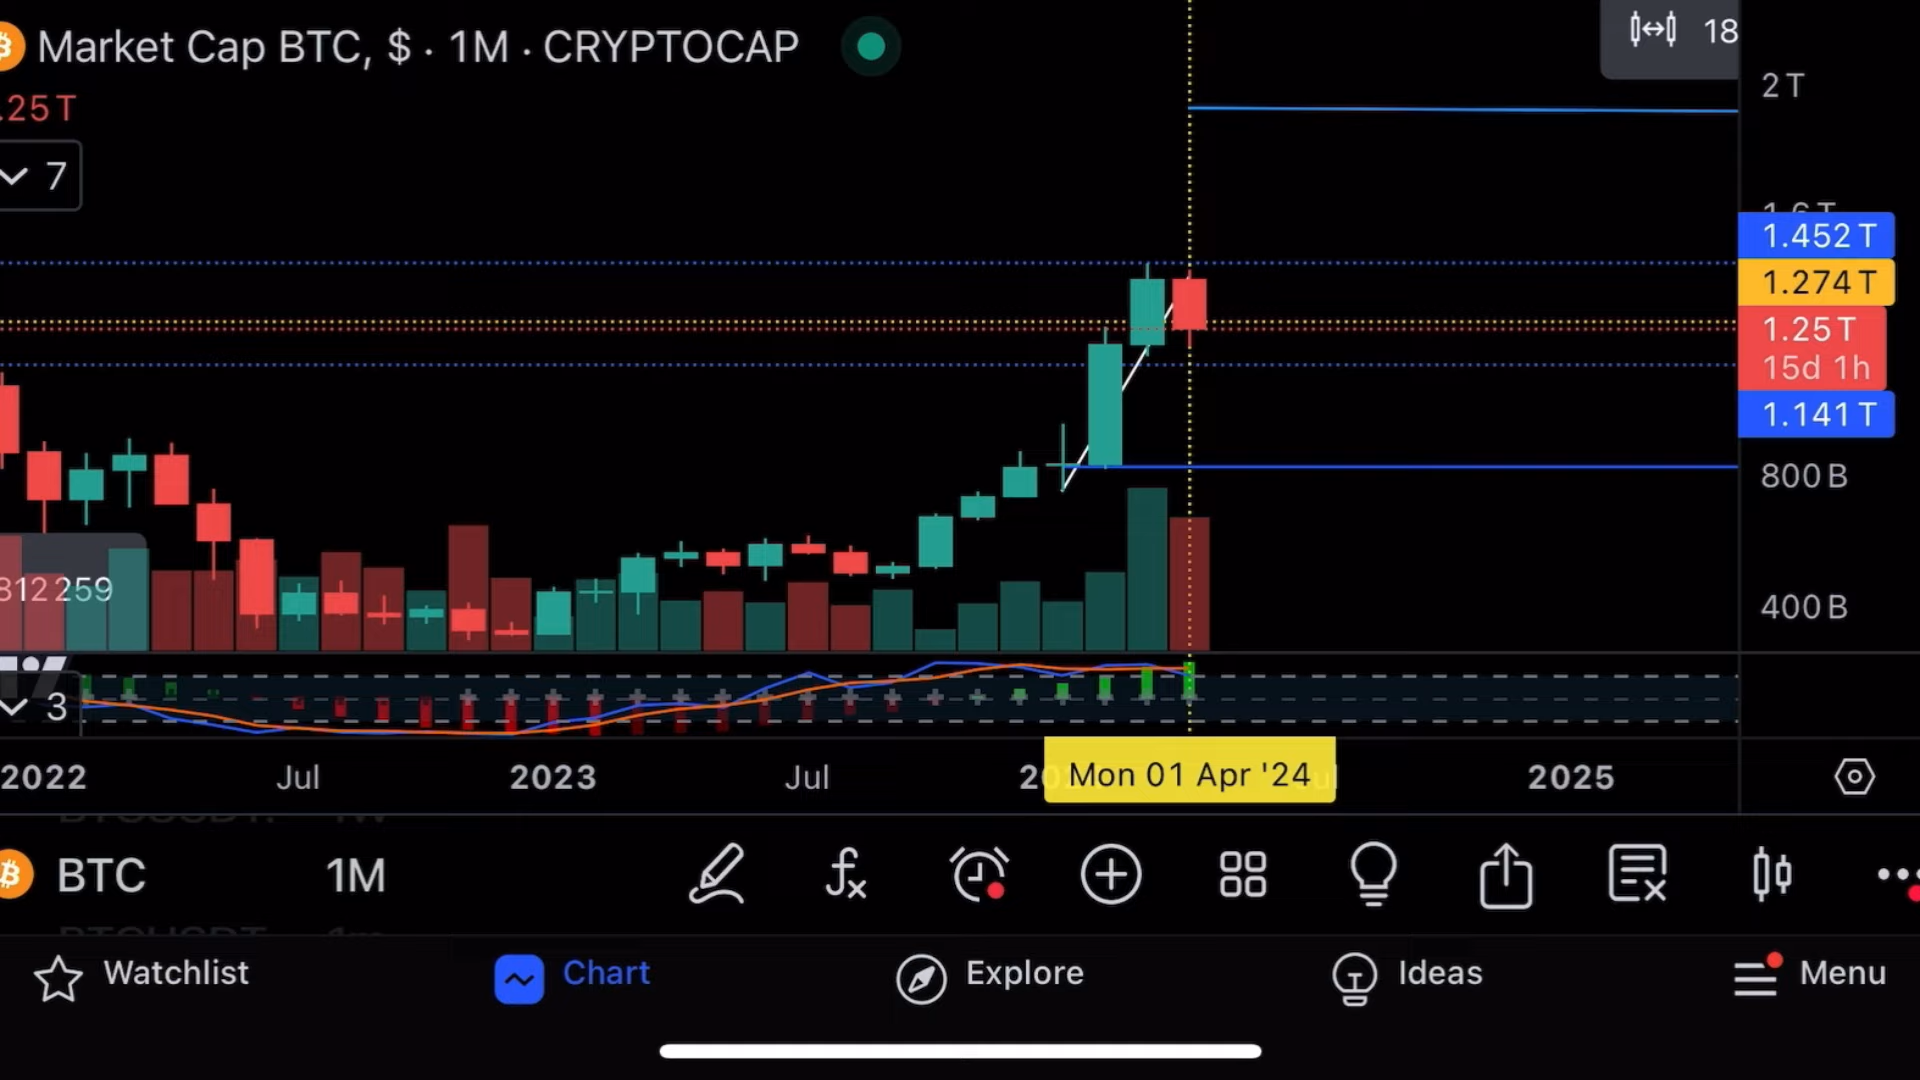 Market Cap BTC, $ · 1M · CRYPTOCAP
18
2 T
.25 T
7
1.452 T
1.274 T
1.25 T
15d 1h
1.141 T
800 B
812 259
400 B
3
2022 Jul 2023 Jul Mon 01 Apr '24 2025
BTC 1M
Watchlist Chart Explore Ideas Menu